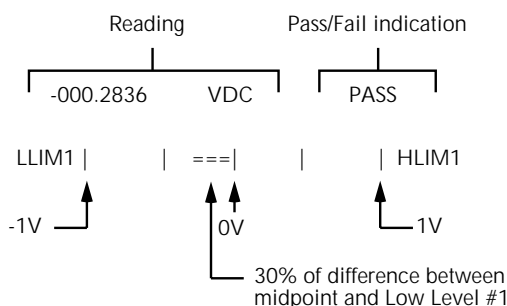 Reading Pass/Fail indication
-000.2836 VDC PASS
LLIM1 | | ===| | | HLIM1
-1V 0V 1V
30% of difference between
midpoint and Low Level #1